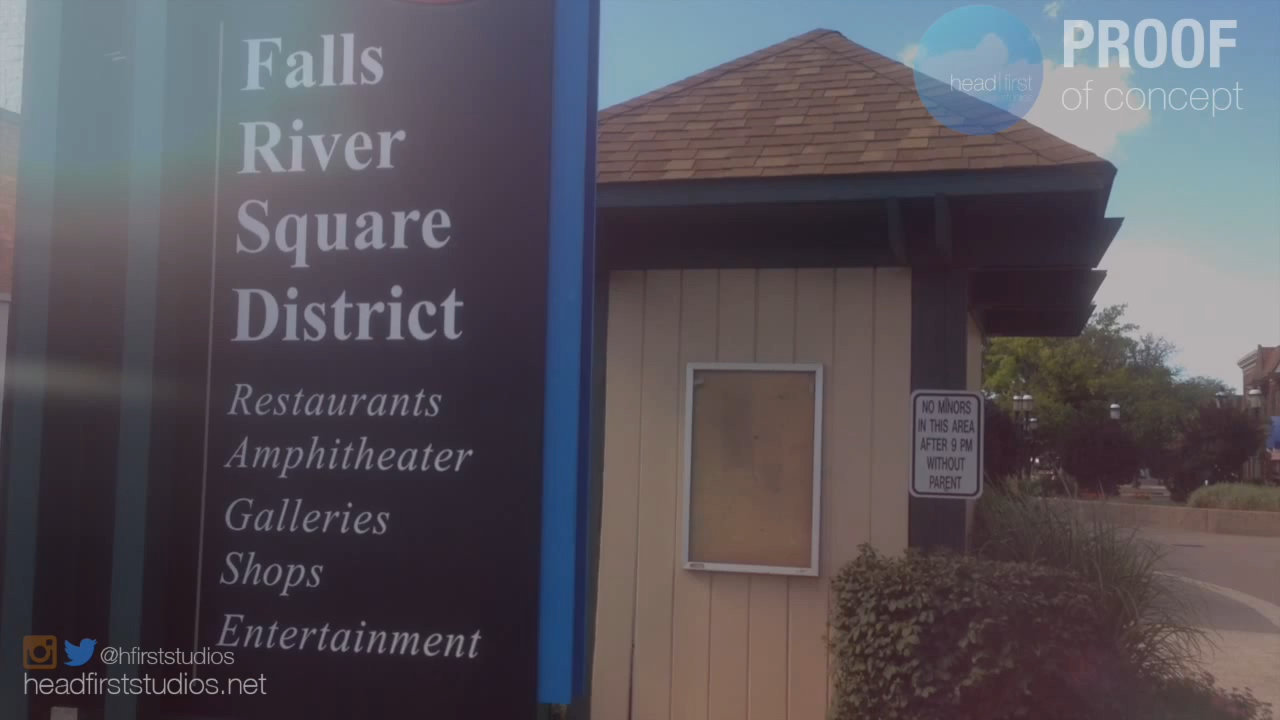 Falls
River
Square
District
Restaurants
Amphitheater
Galleries
Shops
Entertainment
NO MINORS
IN THIS AREA
AFTER 9 PM
WITHOUT
PARENT
head|first
PROOF
of concept
@hfirststudios
headfirststudios.net